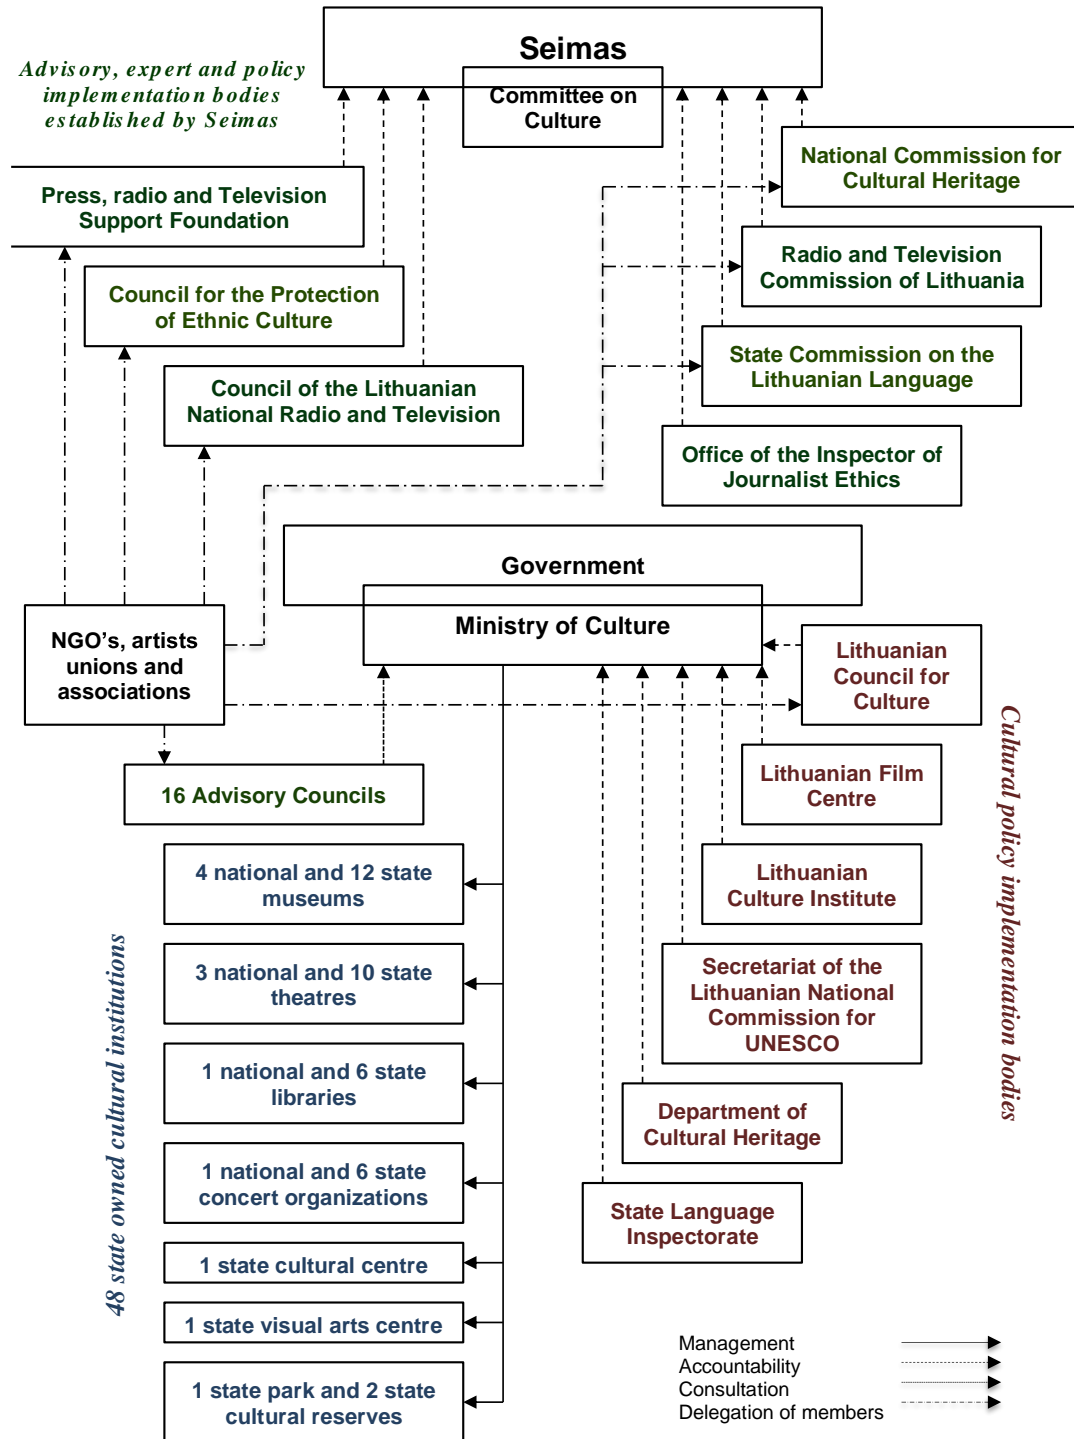 Seimas
Committee on
Culture
Advisory, expert and policy
implementation bodies
established by Seimas
National Commission for
Cultural Heritage
Press, radio and Television
Support Foundation
Radio and Television
Commission of Lithuania
Council for the Protection
of Ethnic Culture
State Commission on the
Lithuanian Language
Council of the Lithuanian
National Radio and Television
Office of the Inspector of
Journalist Ethics
Government
Ministry of Culture
NGO's, artists
unions and
associations
Lithuanian
Council for
Culture
16 Advisory Councils
Lithuanian Film
Centre
Cultural policy implementation bodies
4 national and 12 state
museums
Lithuanian
Culture Institute
3 national and 10 state
theatres
Secretariat of the
Lithuanian National
Commission for
UNESCO
48 state owned cultural institutions
1 national and 6 state
libraries
Department of
Cultural Heritage
1 national and 6 state
concert organizations
State Language
Inspectorate
1 state cultural centre
1 state visual arts centre
1 state park and 2 state
cultural reserves
Management
Accountability
Consultation
Delegation of members